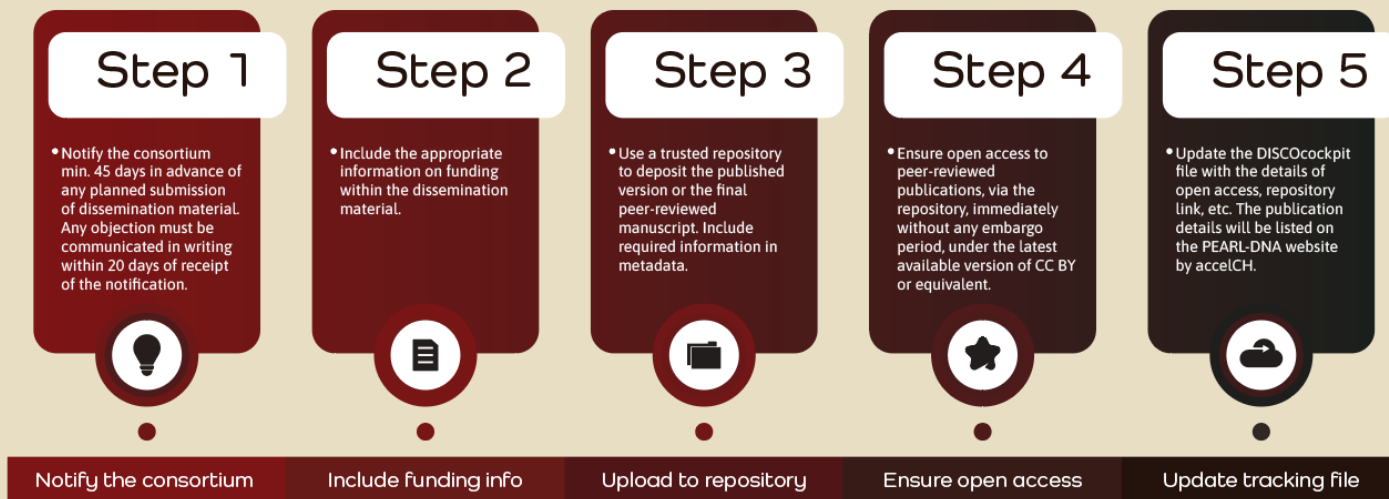 Step 1
• Notify the consortium
min. 45 days in advance of
any planned submission
of dissemination material.
Any objection must be
communicated in writing
within 20 days of receipt
of the notification.
Notify the consortium
Step 2
• Include the appropriate
information on funding
within the dissemination
material.
Include funding info
Step 3
• Use a trusted repository
to deposit the published
version or the final
peer-reviewed
manuscript. Include
required information in
metadata.
Upload to repository
Step 4
• Ensure open access to
peer-reviewed
publications, via the
repository, immediately
without any embargo
period, under the latest
available version of CC BY
or equivalent.
Ensure open access
Step 5
• Update the DISCOcockpit
file with the details of
open access, repository
link, etc. The publication
details will be listed on
the PEARL-DNA website
by accelCH.
Update tracking file